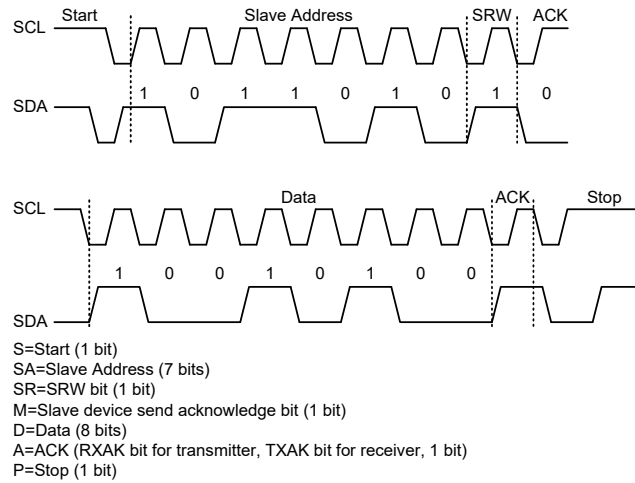 Start Slave Address SRW ACK
SCL
1 0 1 1 0 1 0 1 0
SDA
Data ACK Stop
SCL
1 0 0 1 0 1 0 0
SDA
S=Start (1 bit)
SA=Slave Address (7 bits)
SR=SRW bit (1 bit)
M=Slave device send acknowledge bit (1 bit)
D=Data (8 bits)
A=ACK (RXAK bit for transmitter, TXAK bit for receiver, 1 bit)
P=Stop (1 bit)